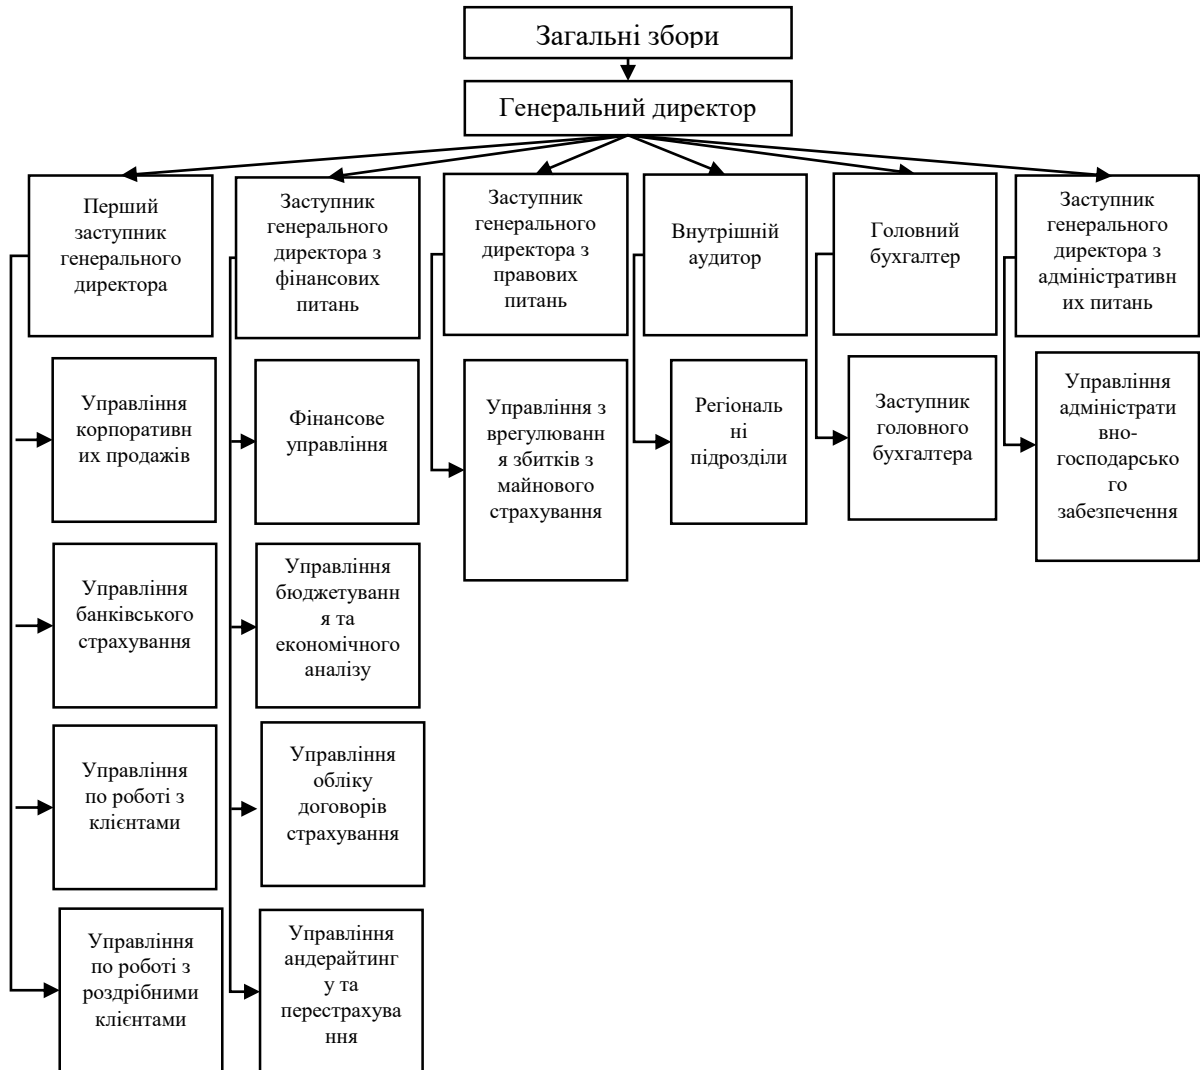 Загальні збори
Генеральний директор
Перший
заступник
генерального
директора
Заступник
генерального
директора з
фінансових
питань
Заступник
генерального
директора з
правових
питань
Внутрішній
аудитор
Головний
бухгалтер
Заступник
генерального
директора з
адміністративн
их питань
Управління
корпоративн
их продажів
Фінансове
управління
Управління з
врегулюванн
я збитків з
майнового
страхування
Регіональ
ні
підрозділи
Заступник
головного
бухгалтера
Управління
адміністрати
вно-
господарсько
го
забезпечення
Управління
банківського
страхування
Управління
бюджетуванн
я та
економічного
аналізу
Управління
по роботі з
клієнтами
Управління
обліку
договорів
страхування
Управління
по роботі з
роздрібними
клієнтами
Управління
андерайтинг
у та
перестрахува
ння